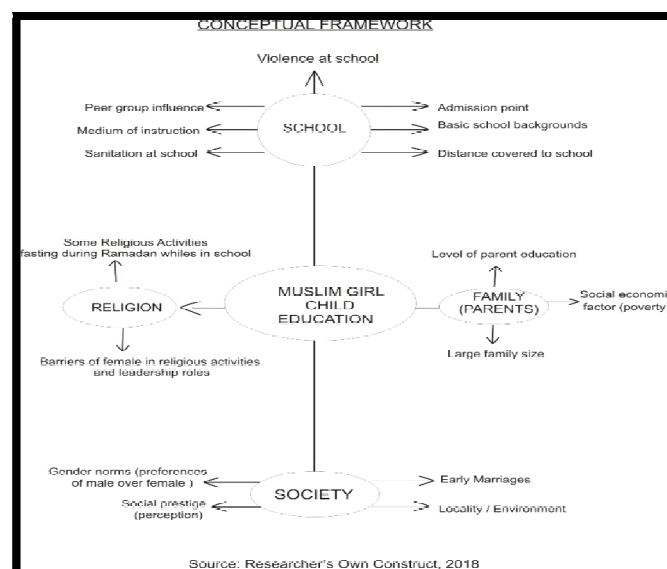 CONCEPTUAL FRAMEWORK
Violence at school
Peer group influence
Medium of instruction
Sanitation at school
SCHOOL
Admission point
Basic school backgrounds
Distance covered to school
Some Religious Activities
fasting during Ramadan whiles in school
RELIGION
Barriers of female in religious activities
and leadership roles
MUSLIM GIRL
CHILD
EDUCATION
Level of parent education
FAMILY
(PARENTS)
Social economi
factor (poverty
Large family size
Gender norms (preferences
of male over female )
Social prestige
(perception)
SOCIETY
Early Marriages
Locality / Environment
Source: Researcher's Own Construct, 2018